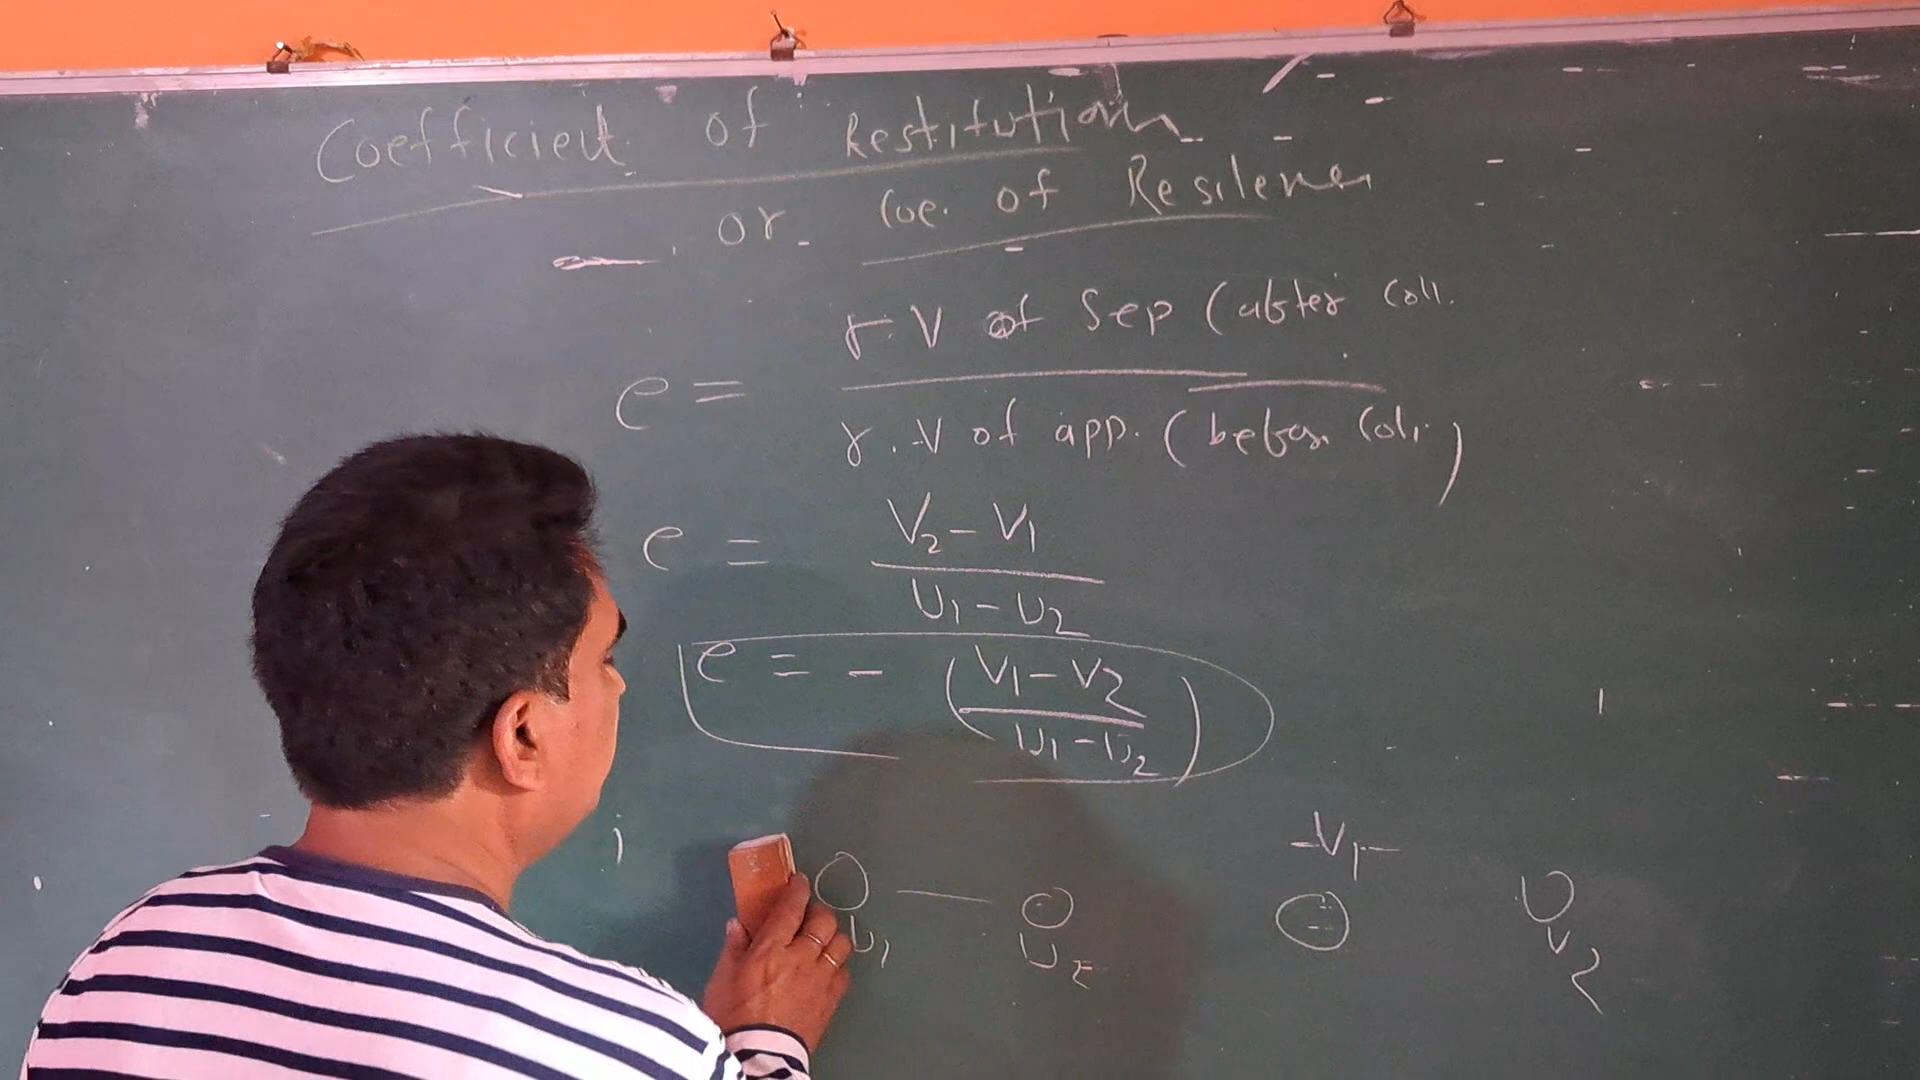 Coefficient of Restitution
or Coe. of Resilence
r.V of Sep (after Coll.
e =
r.V of app. (before Coll.)
e = V2 - V1
U1 - U2
e = - (V1 - V2)
U1 - U2
V1
U1 U2 V2